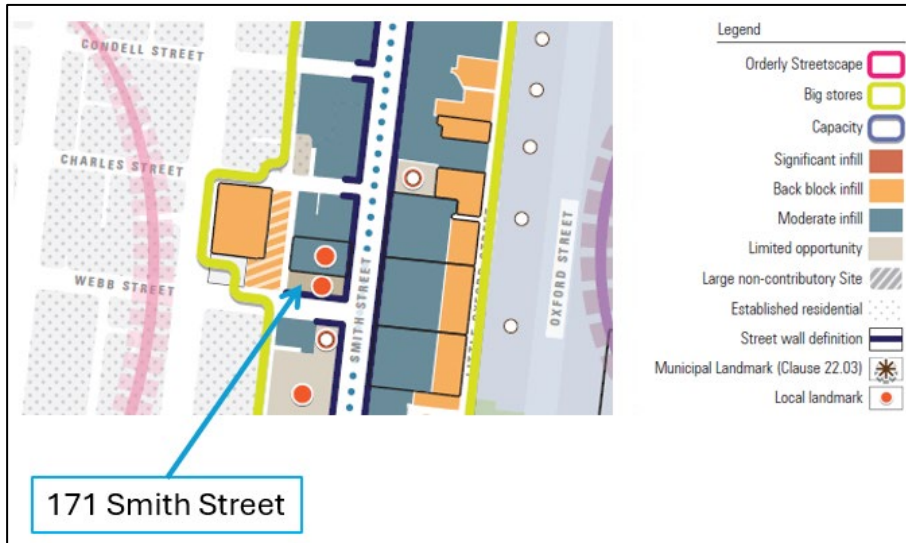 CONDELL STREET
CHARLES STREET
WEBB STREET
SMITH STREET
OXFORD STREET
171 Smith Street
Legend
Orderly Streetscape
Big stores
Capacity
Significant infill
Back block infill
Moderate infill
Limited opportunity
Large non-contributory Site
Established residential
Street wall definition
Municipal Landmark (Clause 22.03)
Local landmark